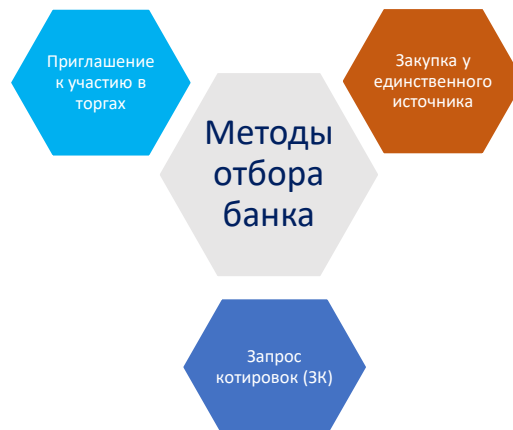 Приглашение
к участию в
торгах
Закупка у
единственного
источника
Методы
отбора
банка
Запрос
котировок (ЗК)